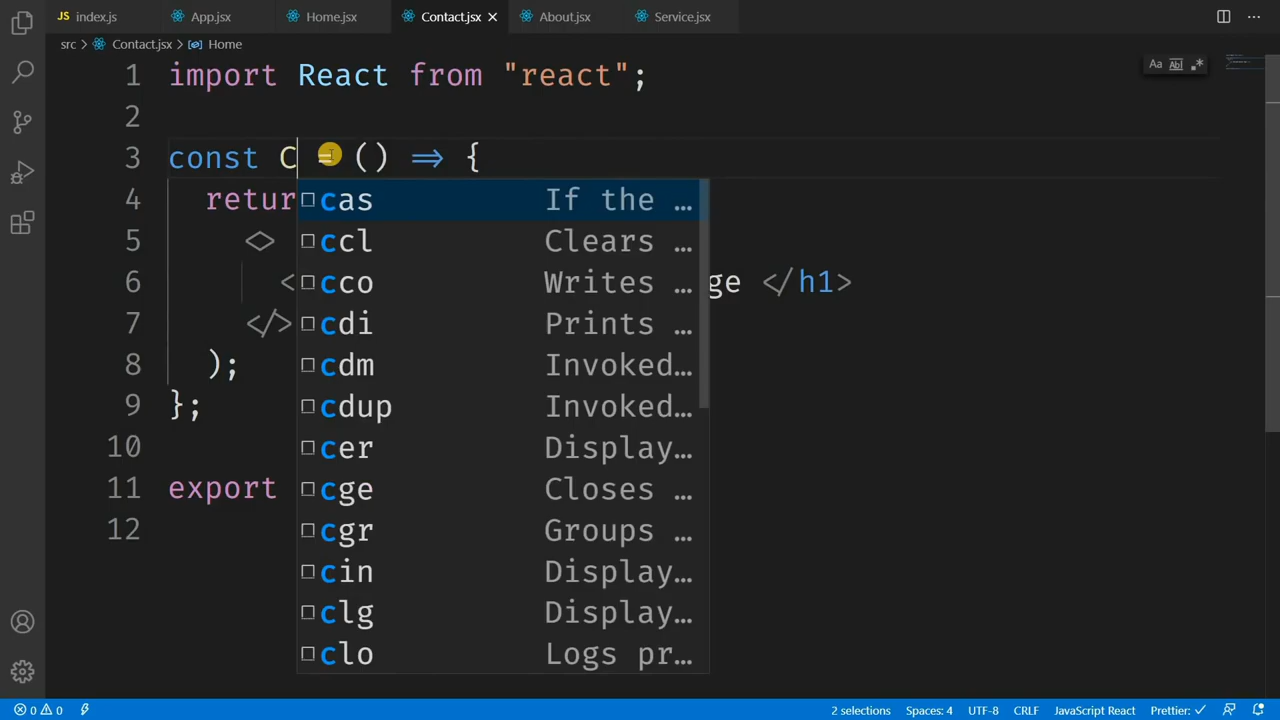 JS index.js App.jsx Home.jsx Contact.jsx × About.jsx Service.jsx ...
src > Contact.jsx > Home
Aa ab .*
1 import React from "react";
2
3 const C = () => {
4 retur
5 <>
6 < ge </h1>
7 </>
8 );
9 };
10
11 export
12
cas If the ...
ccl Clears ...
cco Writes ...
cdi Prints ...
cdm Invoked...
cdup Invoked...
cer Display...
cge Closes ...
cgr Groups ...
cin Display...
clg Display...
clo Logs pr...
0 0 2 selections Spaces: 4 UTF-8 CRLF JavaScript React Prettier: ✓